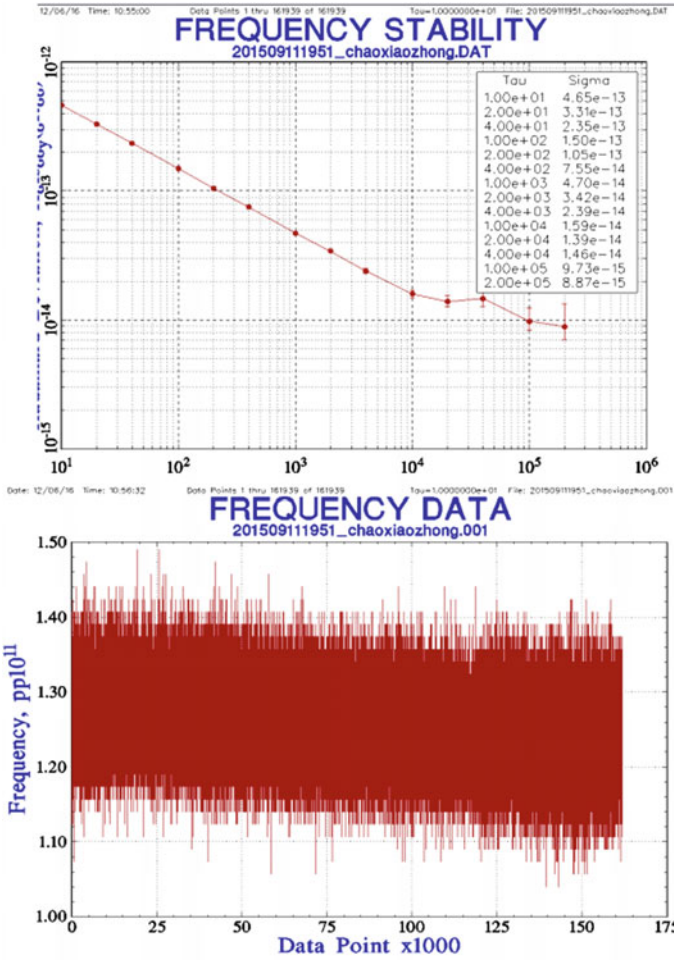 12/06/16 Time: 10:55:00 Data Points 1 thru 161939 of 161939 Tau=1.0000000e+01 File: 201509111951_chaoxiaozhong.DAT
FREQUENCY STABILITY
201509111951_chaoxiaozhong.DAT
10-12
10-13
10-14
10-15
Tau Sigma
1.00e+01 4.65e-13
2.00e+01 3.31e-13
4.00e+01 2.35e-13
1.00e+02 1.50e-13
2.00e+02 1.05e-13
4.00e+02 7.55e-14
1.00e+03 4.70e-14
2.00e+03 3.42e-14
4.00e+03 2.39e-14
1.00e+04 1.59e-14
2.00e+04 1.39e-14
4.00e+04 1.46e-14
1.00e+05 9.73e-15
2.00e+05 8.87e-15
10¹ 10² 10³ 10⁴ 10⁵ 10⁶
Date: 12/06/16 Time: 10:56:32 Data Points 1 thru 161939 of 161939 Tau=1.0000000e+01 File: 201509111951_chaoxiaozhong.001
FREQUENCY DATA
201509111951_chaoxiaozhong.001
Frequency, pp10¹¹
1.50
1.40
1.30
1.20
1.10
1.00
0 25 50 75 100 125 150 175
Data Point x1000